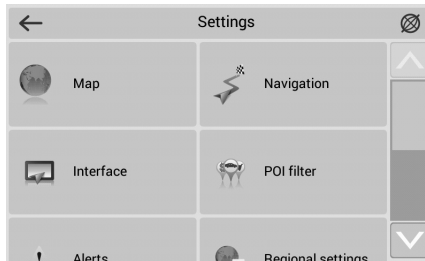 Settings
Map
Navigation
Interface
POI filter
Alerts
Regional settings